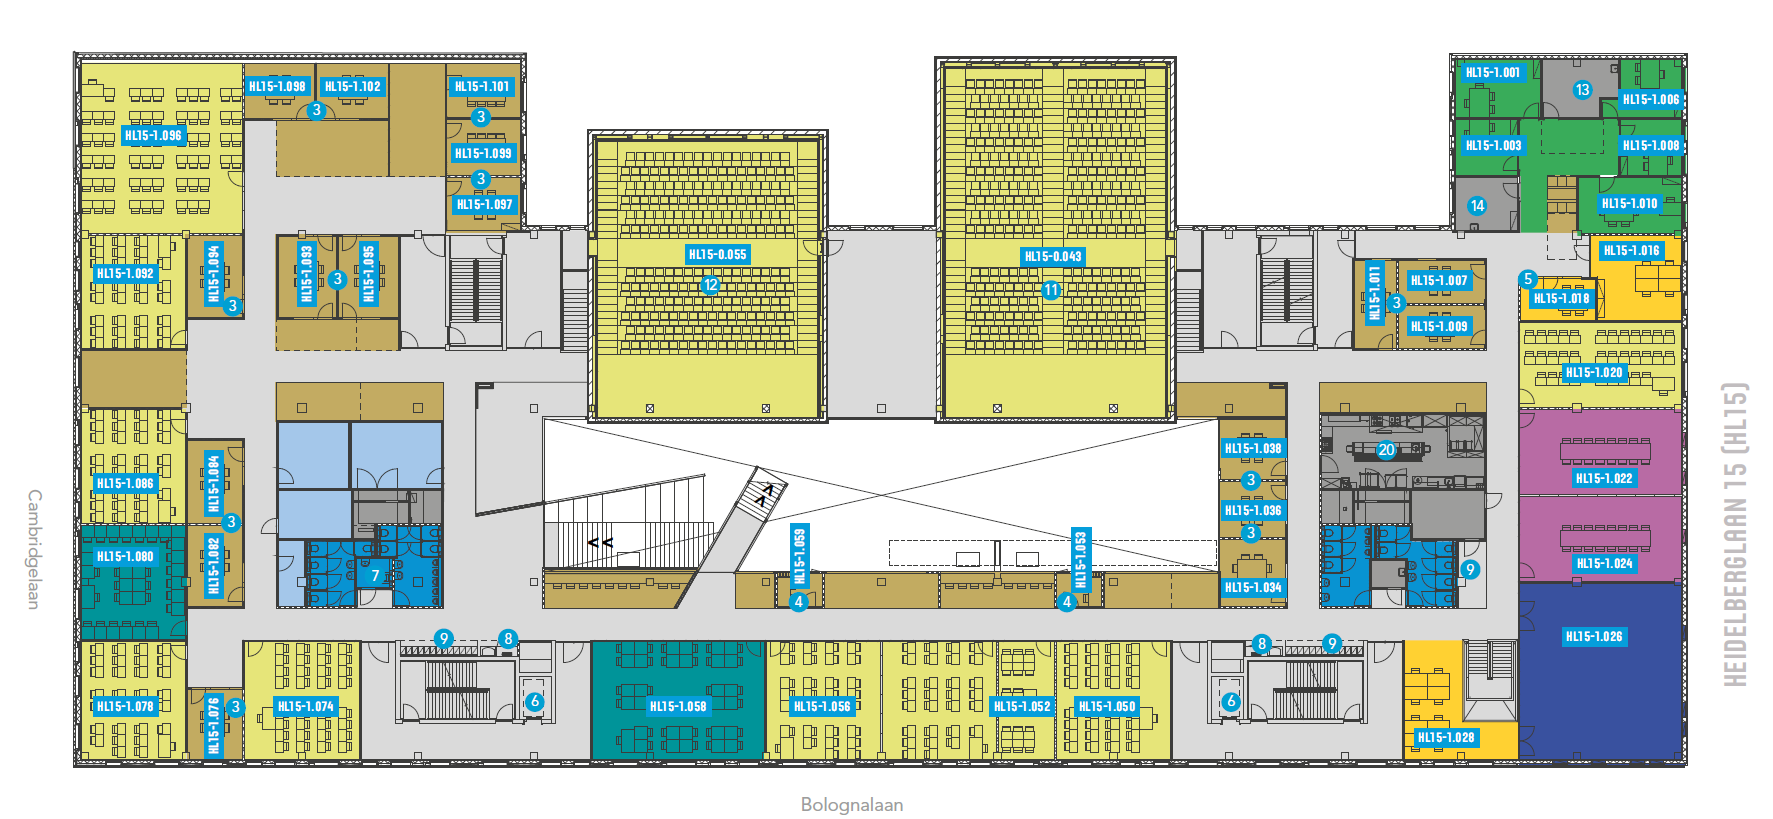 HL15-1.098
HL15-1.102
3
HL15-1.101
3
HL15-1.099
3
HL15-1.097
HL15-1.096
HL15-1.092
HL15-1.094
3
HL15-1.093
3
HL15-1.095
HL15-0.055
12
HL15-0.043
11
HL15-1.001
13
HL15-1.006
HL15-1.003
HL15-1.008
14
HL15-1.010
HL15-1.016
5
HL15-1.018
HL15-1.011
3
HL15-1.007
HL15-1.009
HL15-1.020
HL15-1.086
HL15-1.084
3
HL15-1.082
HL15-1.080
7
HL15-1.038
3
HL15-1.036
3
HL15-1.034
20
HL15-1.022
HL15-1.024
9
HL15-1.059
4
HL15-1.053
4
<<
<<
HL15-1.026
HL15-1.078
HL15-1.076
3
HL15-1.074
9
8
6
HL15-1.058
HL15-1.056
HL15-1.052
HL15-1.050
8
9
6
HL15-1.028
Cambridgelaan
Bolognalaan
HEIDELBERGLAAN 15 (HL15)